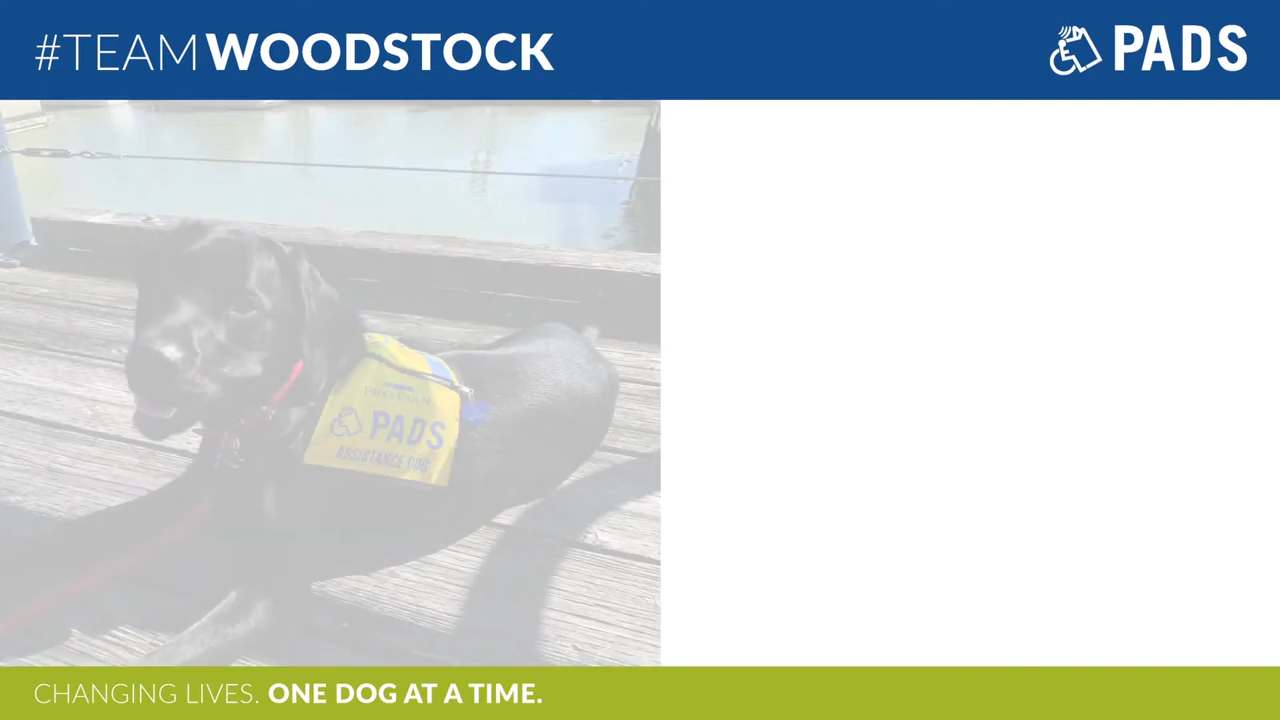 #TEAMWOODSTOCK
PADS
PADS
ASSISTANCE DOG
CHANGING LIVES. ONE DOG AT A TIME.